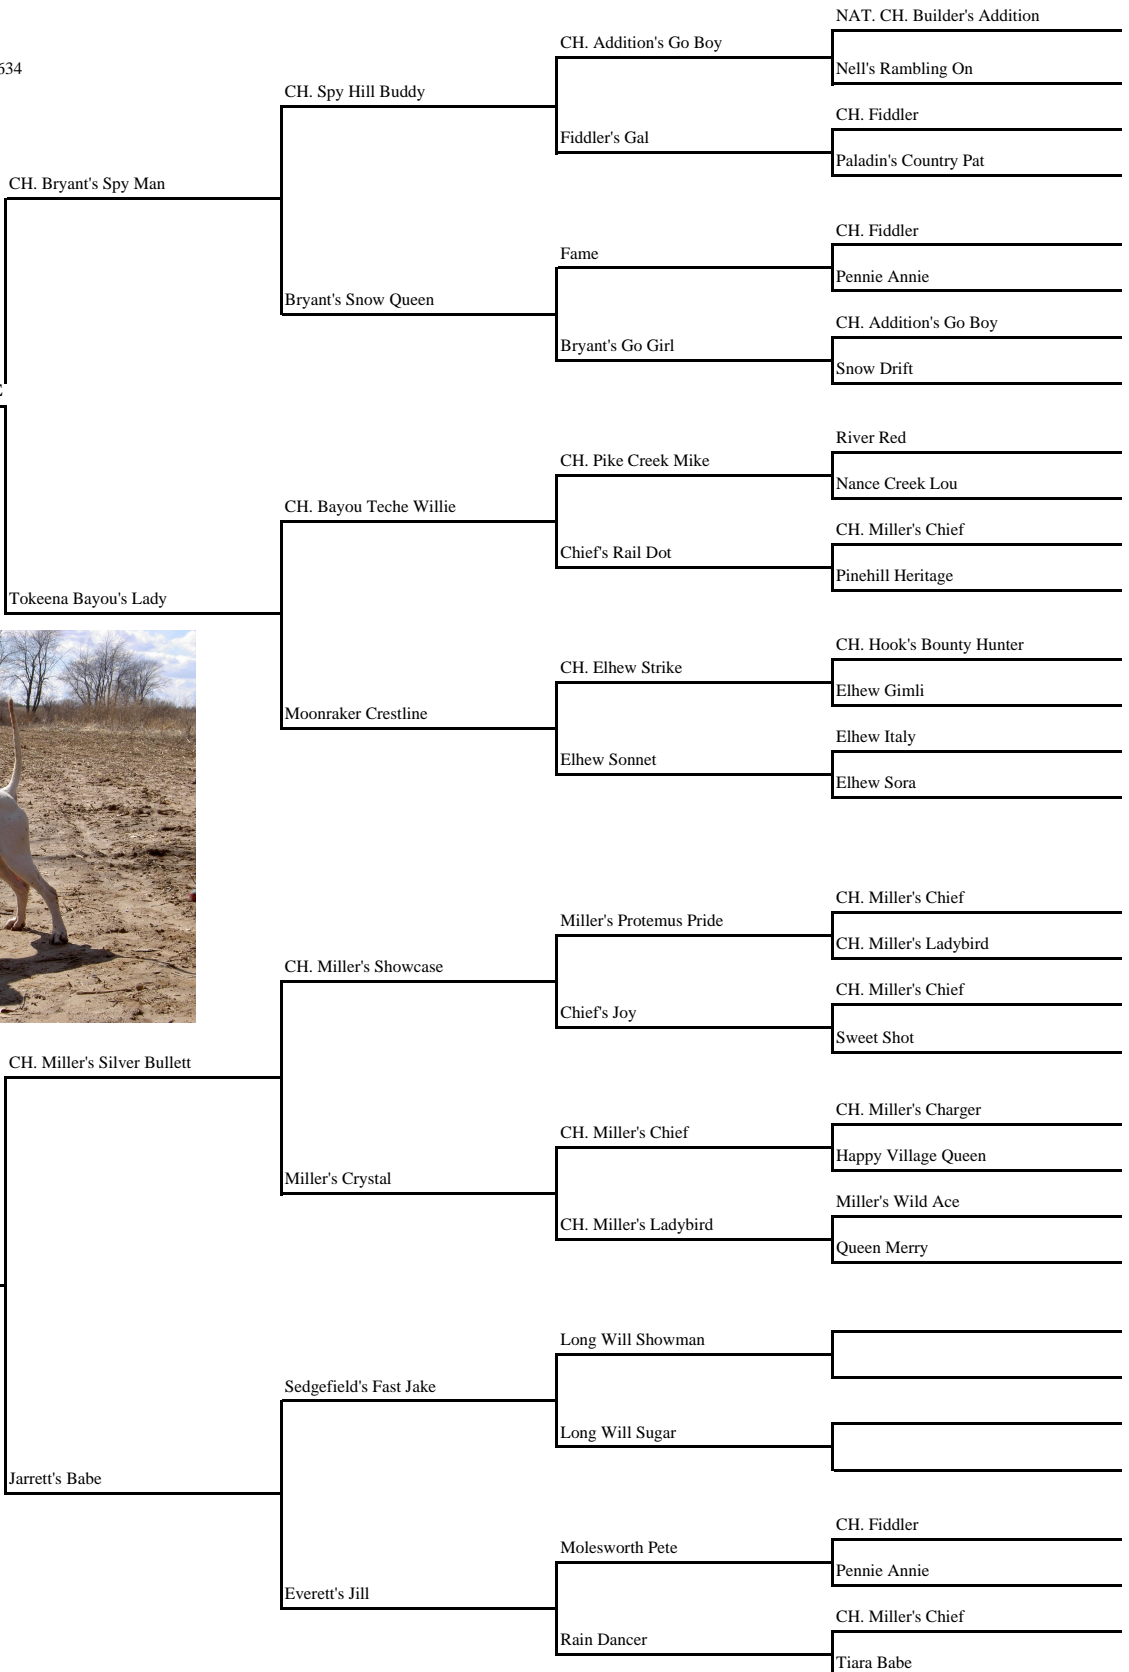 NAT. CH. Builder's Addition
CH. Addition's Go Boy
634
Nell's Rambling On
CH. Spy Hill Buddy
CH. Fiddler
Fiddler's Gal
Paladin's Country Pat
CH. Bryant's Spy Man
CH. Fiddler
Fame
Pennie Annie
Bryant's Snow Queen
CH. Addition's Go Boy
Bryant's Go Girl
Snow Drift
River Red
CH. Pike Creek Mike
Nance Creek Lou
CH. Bayou Teche Willie
CH. Miller's Chief
Chief's Rail Dot
Pinehill Heritage
Tokeena Bayou's Lady
CH. Hook's Bounty Hunter
CH. Elhew Strike
Elhew Gimli
Moonraker Crestline
Elhew Italy
Elhew Sonnet
Elhew Sora
CH. Miller's Chief
Miller's Protemus Pride
CH. Miller's Ladybird
CH. Miller's Showcase
CH. Miller's Chief
Chief's Joy
Sweet Shot
CH. Miller's Silver Bullett
CH. Miller's Charger
CH. Miller's Chief
Happy Village Queen
Miller's Crystal
Miller's Wild Ace
CH. Miller's Ladybird
Queen Merry
Long Will Showman
Sedgefield's Fast Jake
Long Will Sugar
Jarrett's Babe
CH. Fiddler
Molesworth Pete
Pennie Annie
Everett's Jill
CH. Miller's Chief
Rain Dancer
Tiara Babe